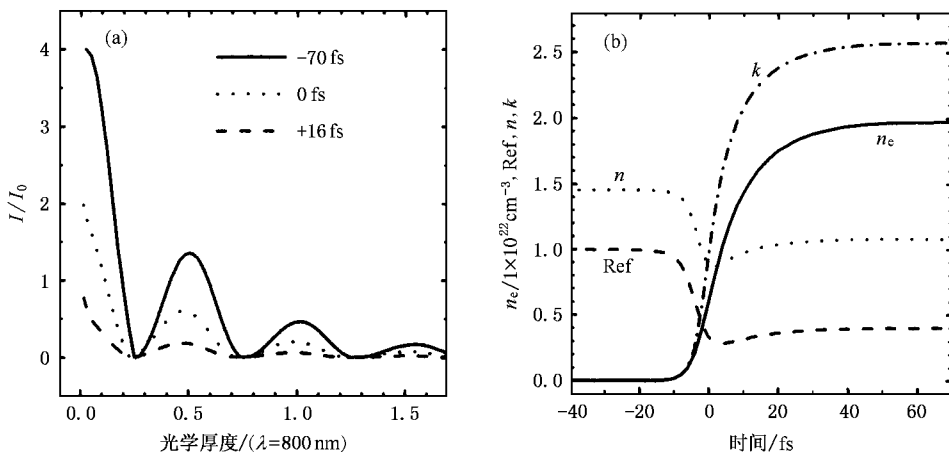 (a)
−70 fs
0 fs
+16 fs
I/I₀
4
3
2
1
0
0.0 0.5 1.0 1.5
光学厚度/(λ=800 nm)
(b)
k
nₑ
n
Ref
nₑ/1×10²²cm⁻³, Ref, n, k
2.5
2.0
1.5
1.0
0.5
0.0
−40 −20 0 20 40 60
时间/fs